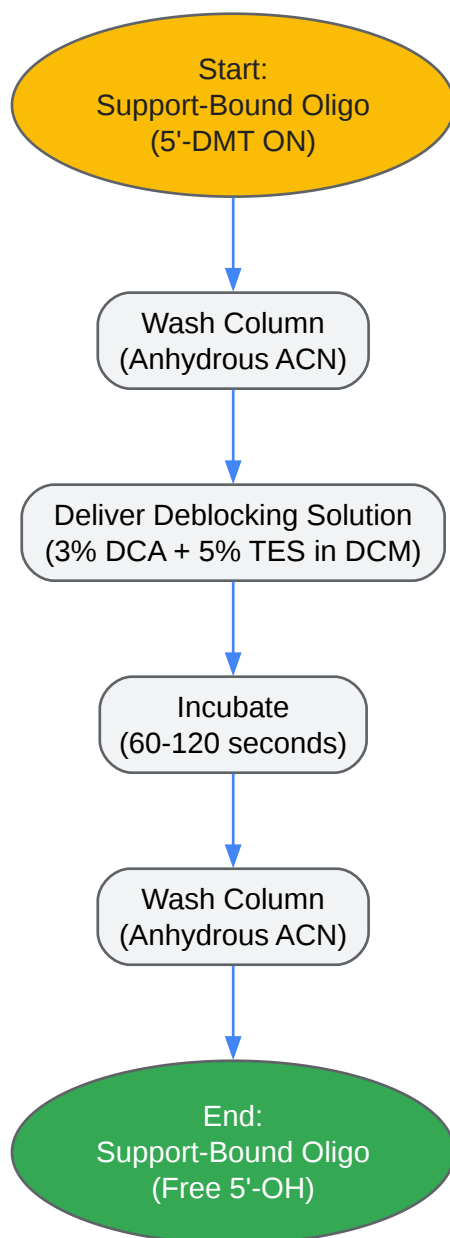 Start:
Support-Bound Oligo
(5'-DMT ON)
Wash Column
(Anhydrous ACN)
Deliver Deblocking Solution
(3% DCA + 5% TES in DCM)
Incubate
(60-120 seconds)
Wash Column
(Anhydrous ACN)
End:
Support-Bound Oligo
(Free 5'-OH)